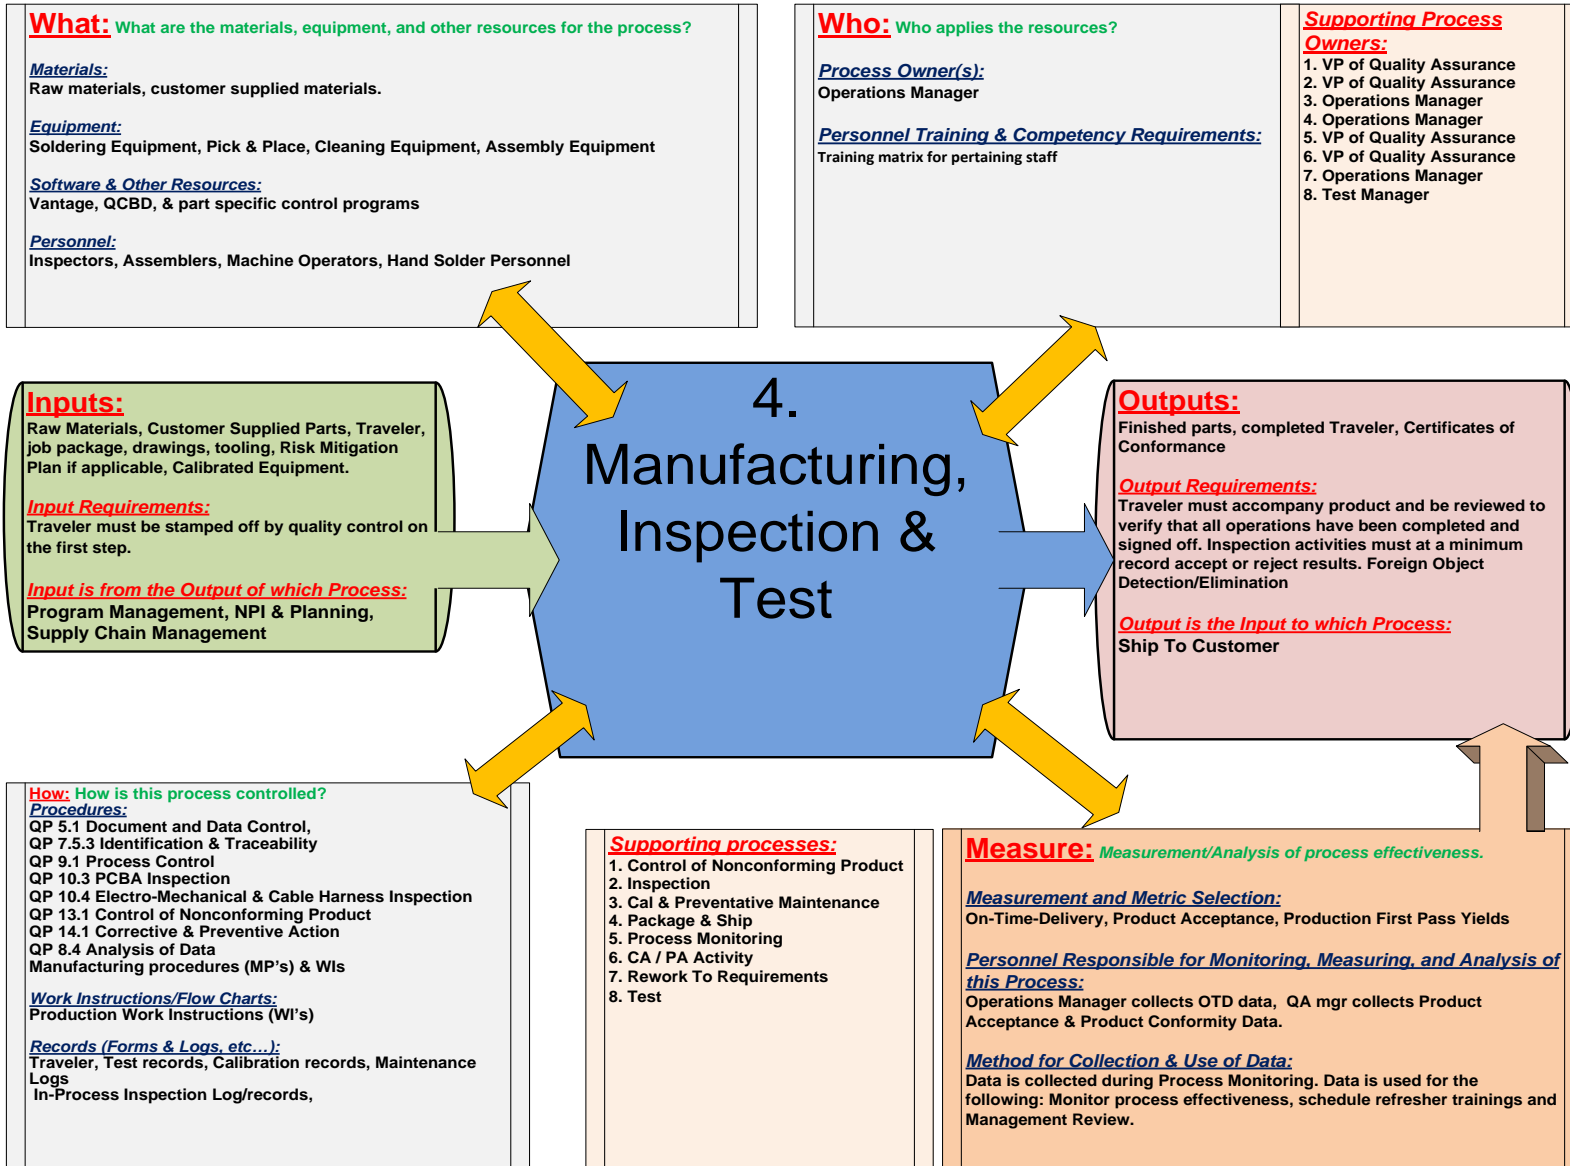 What: What are the materials, equipment, and other resources for the process?
Materials:
Raw materials, customer supplied materials.
Equipment:
Soldering Equipment, Pick & Place, Cleaning Equipment, Assembly Equipment
Software & Other Resources:
Vantage, QCBD, & part specific control programs
Personnel:
Inspectors, Assemblers, Machine Operators, Hand Solder Personnel
Who: Who applies the resources?
Process Owner(s):
Operations Manager
Personnel Training & Competency Requirements:
Training matrix for pertaining staff
Supporting Process
Owners:
1. VP of Quality Assurance
2. VP of Quality Assurance
3. Operations Manager
4. Operations Manager
5. VP of Quality Assurance
6. VP of Quality Assurance
7. Operations Manager
8. Test Manager
Inputs:
Raw Materials, Customer Supplied Parts, Traveler,
job package, drawings, tooling, Risk Mitigation
Plan if applicable, Calibrated Equipment.
Input Requirements:
Traveler must be stamped off by quality control on
the first step.
Input is from the Output of which Process:
Program Management, NPI & Planning,
Supply Chain Management
4.
Manufacturing,
Inspection &
Test
Outputs:
Finished parts, completed Traveler, Certificates of
Conformance
Output Requirements:
Traveler must accompany product and be reviewed to
verify that all operations have been completed and
signed off. Inspection activities must at a minimum
record accept or reject results. Foreign Object
Detection/Elimination
Output is the Input to which Process:
Ship To Customer
How: How is this process controlled?
Procedures:
QP 5.1 Document and Data Control,
QP 7.5.3 Identification & Traceability
QP 9.1 Process Control
QP 10.3 PCBA Inspection
QP 10.4 Electro-Mechanical & Cable Harness Inspection
QP 13.1 Control of Nonconforming Product
QP 14.1 Corrective & Preventive Action
QP 8.4 Analysis of Data
Manufacturing procedures (MP's) & WIs
Work Instructions/Flow Charts:
Production Work Instructions (WI's)
Records (Forms & Logs, etc…):
Traveler, Test records, Calibration records, Maintenance
Logs
In-Process Inspection Log/records,
Supporting processes:
1. Control of Nonconforming Product
2. Inspection
3. Cal & Preventative Maintenance
4. Package & Ship
5. Process Monitoring
6. CA / PA Activity
7. Rework To Requirements
8. Test
Measure: Measurement/Analysis of process effectiveness.
Measurement and Metric Selection:
On-Time-Delivery, Product Acceptance, Production First Pass Yields
Personnel Responsible for Monitoring, Measuring, and Analysis of
this Process:
Operations Manager collects OTD data, QA mgr collects Product
Acceptance & Product Conformity Data.
Method for Collection & Use of Data:
Data is collected during Process Monitoring. Data is used for the
following: Monitor process effectiveness, schedule refresher trainings and
Management Review.